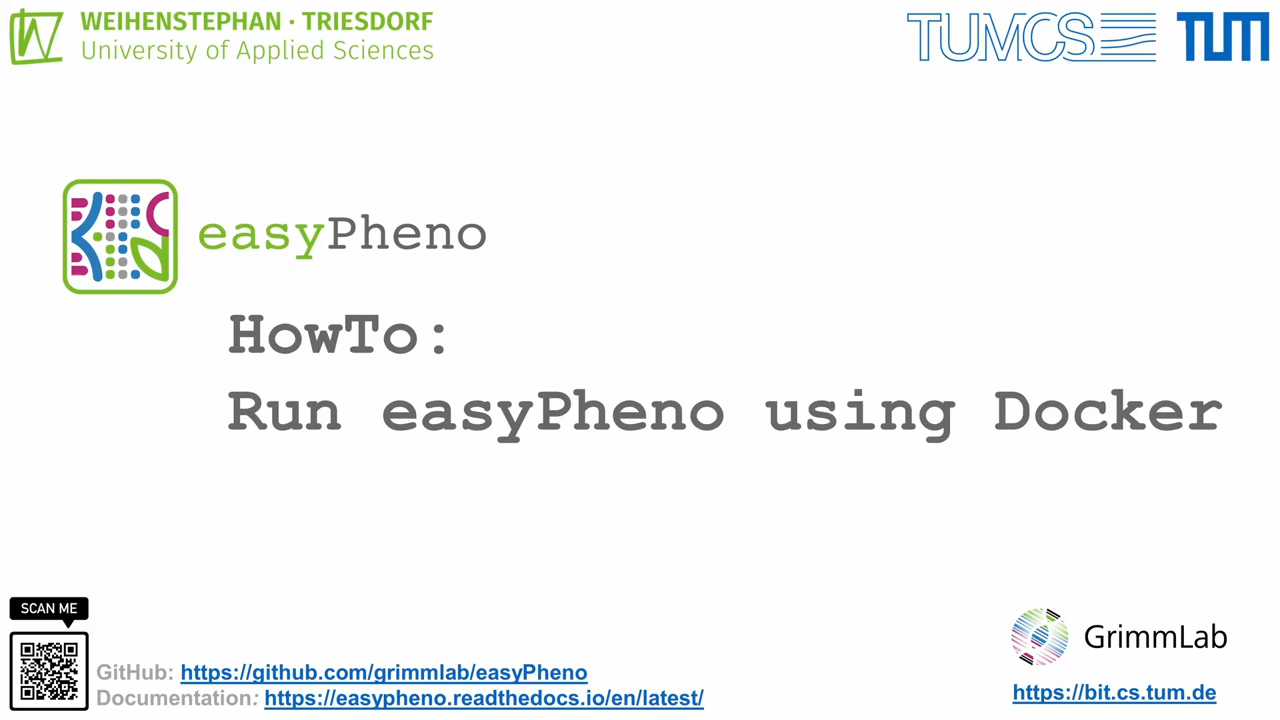 WEIHENSTEPHAN · TRIESDORF
University of Applied Sciences
TUMCS
TUM
easyPheno
HowTo:
Run easyPheno using Docker
SCAN ME
GitHub: https://github.com/grimmlab/easyPheno
Documentation: https://easypheno.readthedocs.io/en/latest/
GrimmLab
https://bit.cs.tum.de